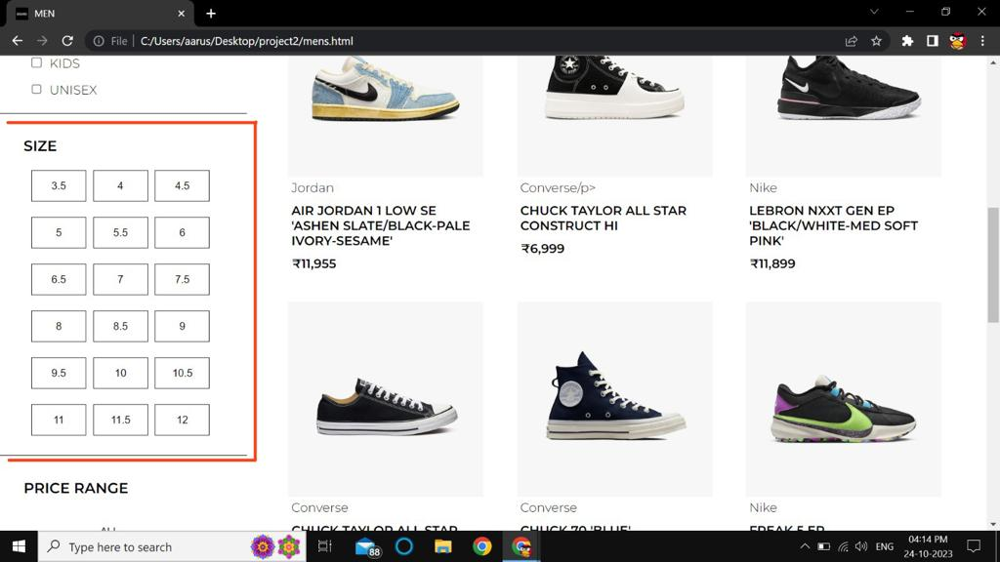 MEN
File
C:/Users/aarus/Desktop/project2/mens.html
KIDS
UNISEX
SIZE
3.5 4 4.5
5 5.5 6
6.5 7 7.5
8 8.5 9
9.5 10 10.5
11 11.5 12
PRICE RANGE
Jordan
AIR JORDAN 1 LOW SE
'ASHEN SLATE/BLACK-PALE
IVORY-SESAME'
₹11,955
Converse/p>
CHUCK TAYLOR ALL STAR
CONSTRUCT HI
₹6,999
Nike
LEBRON NXXT GEN EP
'BLACK/WHITE-MED SOFT
PINK'
₹11,899
Converse
CHUCK TAYLOR ALL STAR
Converse
CHUCK 70 'BLUE'
Nike
FREAK 5 EP
Type here to search
88
ENG
04:14 PM
24-10-2023